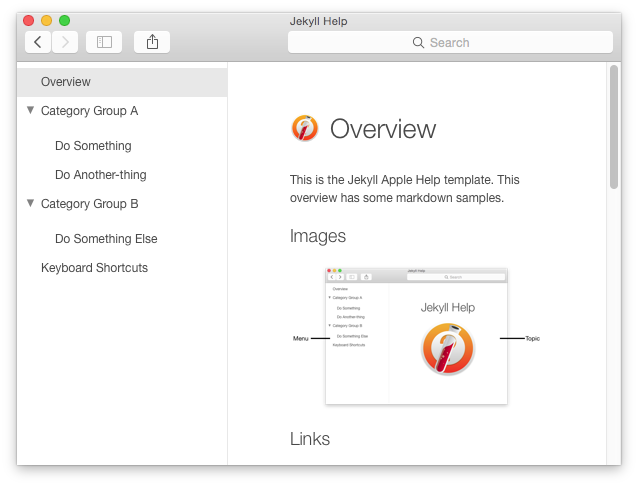 Jekyll Help
Search
Overview
Category Group A
Do Something
Do Another-thing
Category Group B
Do Something Else
Keyboard Shortcuts
Overview
This is the Jekyll Apple Help template. This
overview has some markdown samples.
Images
Jekyll Help
Search
Overview
Category Group A
Do Something
Do Another-thing
Category Group B
Do Something Else
Keyboard Shortcuts
Jekyll Help
Menu
Topic
Links